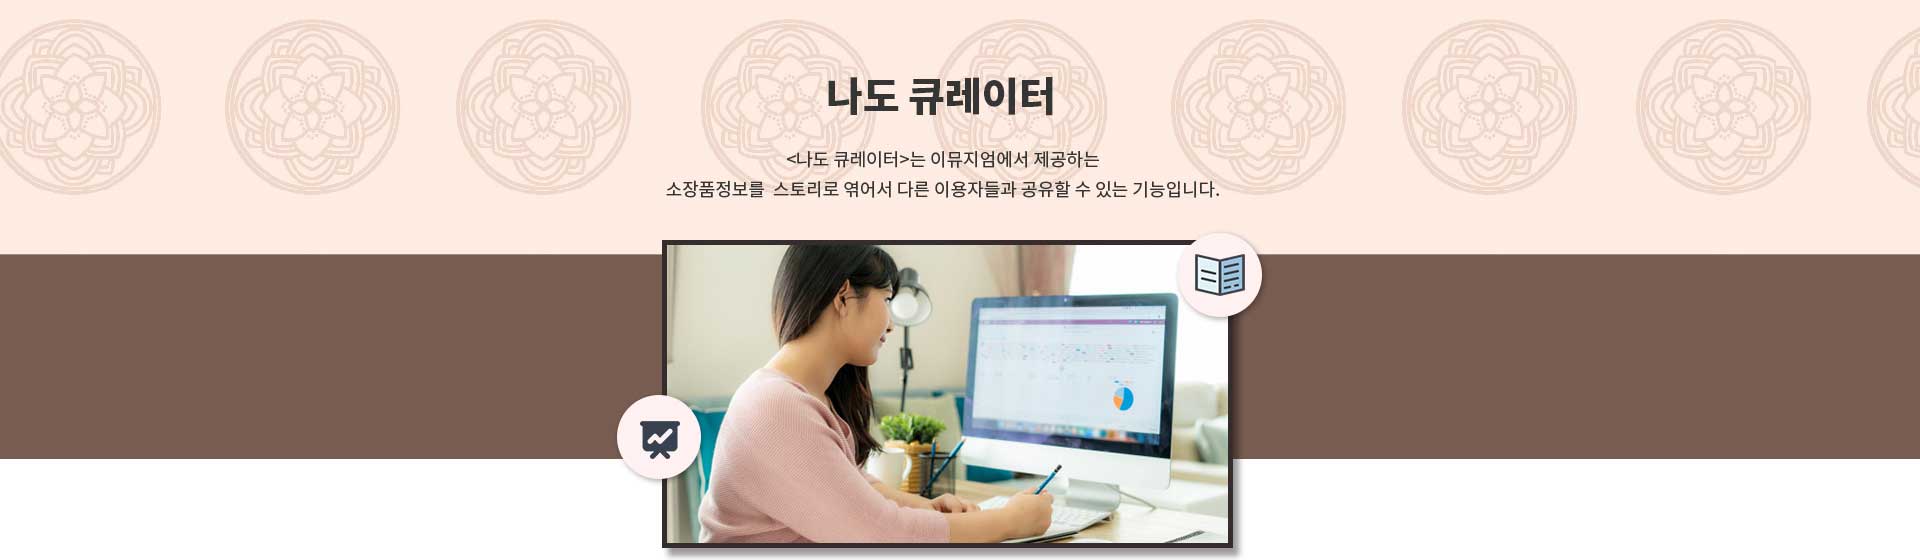 나도 큐레이터
<나도 큐레이터>는 이뮤지엄에서 제공하는
소장품정보를 스토리로 엮어서 다른 이용자들과 공유할 수 있는 기능입니다.